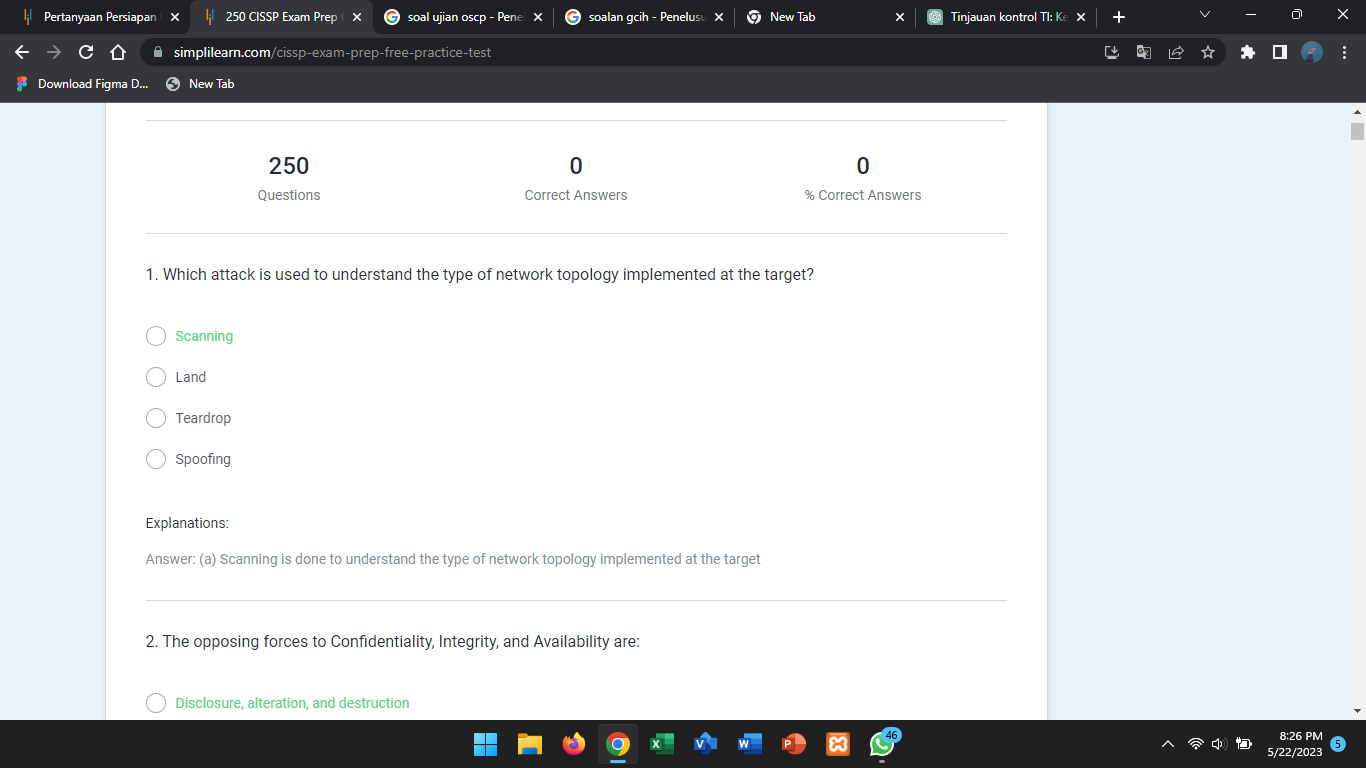 Pertanyaan Persiapan
250 CISSP Exam Prep
soal ujian oscp - Pene
soalan gcih - Penelusu
New Tab
Tinjauan kontrol TI: Ke
simplilearn.com/cissp-exam-prep-free-practice-test
Download Figma D...
New Tab
250
0
0
Questions
Correct Answers
% Correct Answers
1. Which attack is used to understand the type of network topology implemented at the target?
Scanning
Land
Teardrop
Spoofing
Explanations:
Answer: (a) Scanning is done to understand the type of network topology implemented at the target
2. The opposing forces to Confidentiality, Integrity, and Availability are:
Disclosure, alteration, and destruction
46
8:26 PM
5/22/2023
5